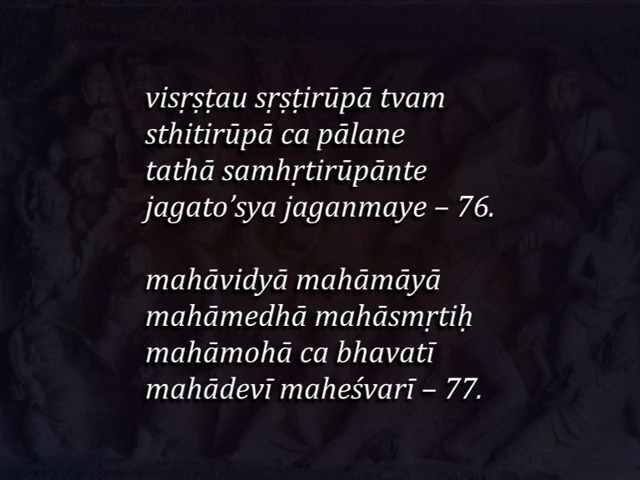 visṛṣṭau sṛṣṭirūpā tvam
sthitirūpā ca pālane
tathā samhṛtirūpānte
jagato’sya jaganmaye – 76.
mahāvidyā mahāmāyā
mahāmedhā mahāsmṛtiḥ
mahāmohā ca bhavatī
mahādevī maheśvarī – 77.